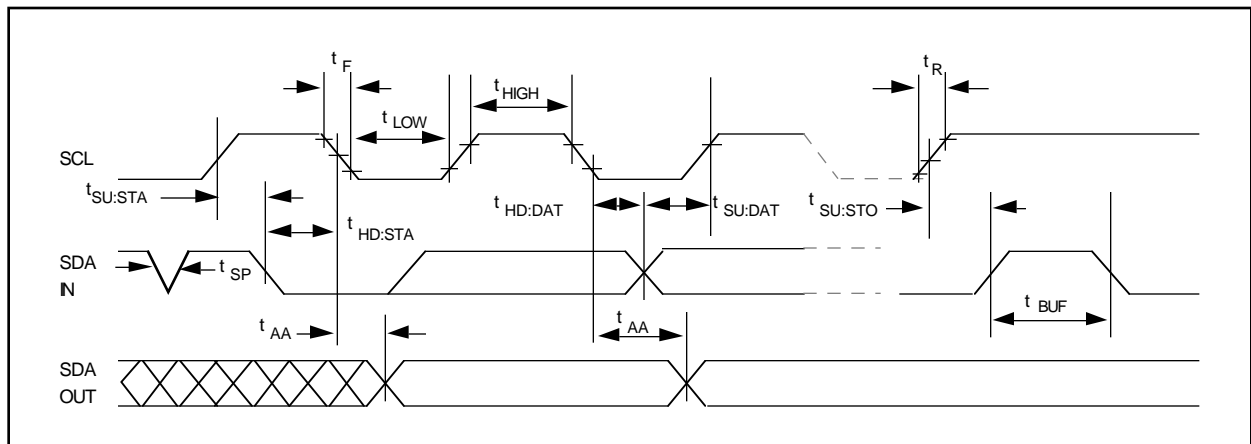 t F
t R
t HIGH
t LOW
SCL
t SU:STA
t HD:DAT
t SU:DAT
t SU:STO
t HD:STA
SDA
IN
t SP
t BUF
t AA
t AA
SDA
OUT